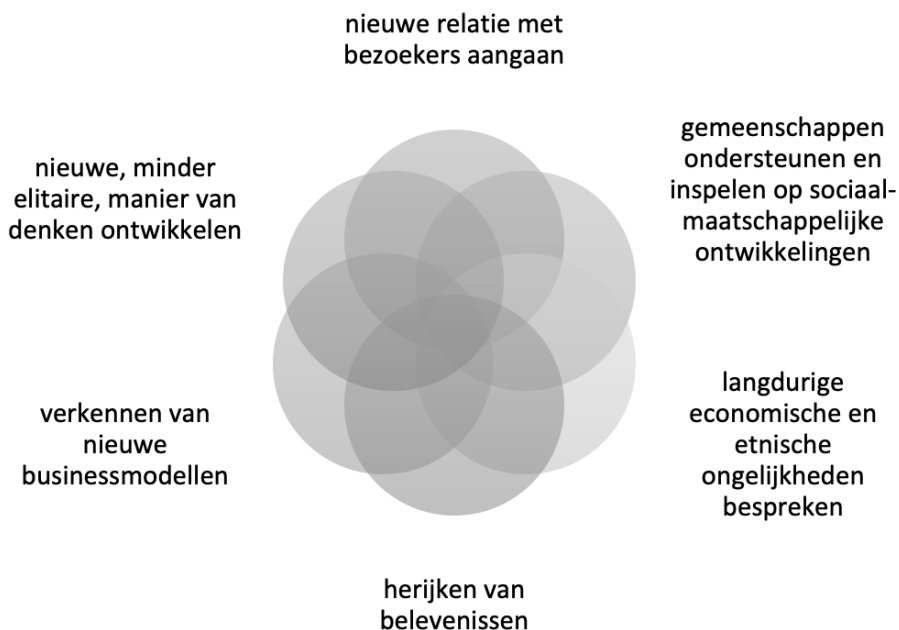 nieuwe relatie met
bezoekers aangaan
gemeenschappen
ondersteunen en
inspelen op sociaal-
maatschappelijke
ontwikkelingen
langdurige
economische en
etnische
ongelijkheden
bespreken
herijken van
belevenissen
verkennen van
nieuwe
businessmodellen
nieuwe, minder
elitaire, manier van
denken ontwikkelen